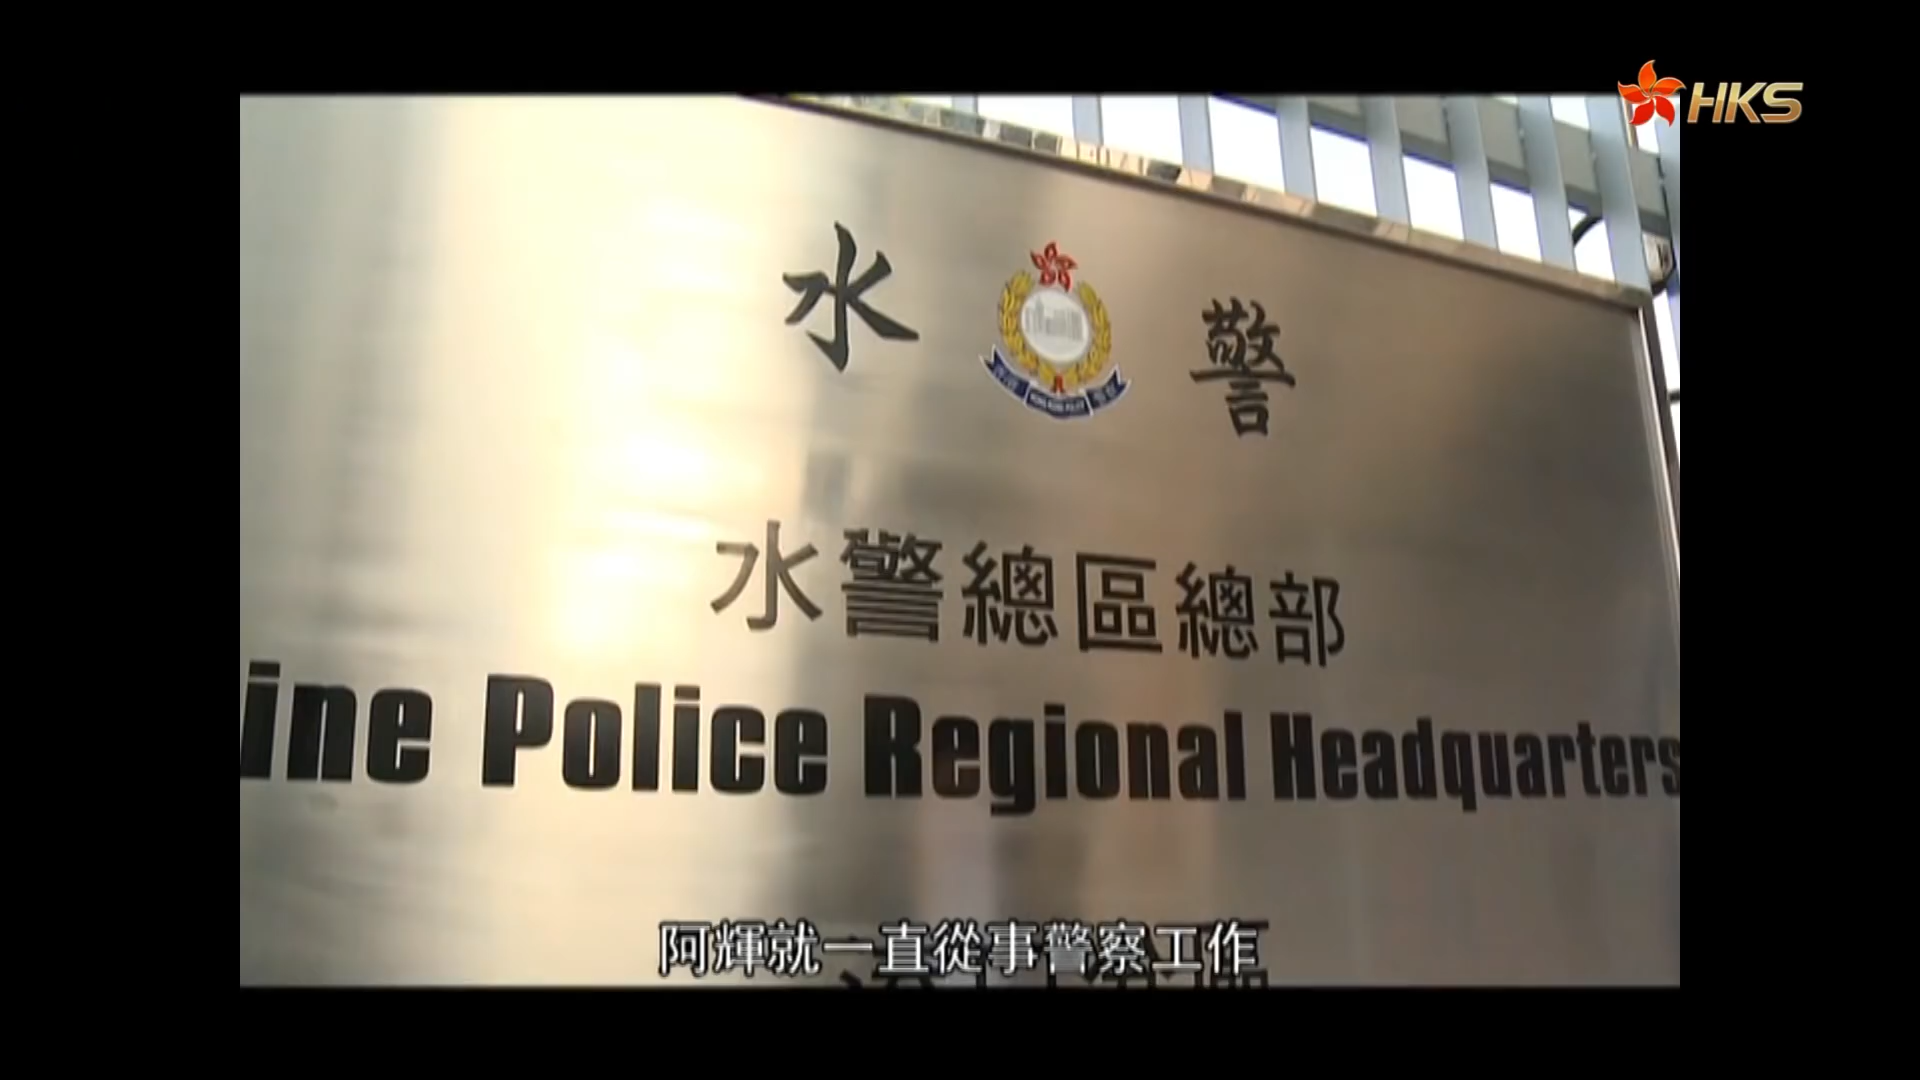 HKS
水 警
水警總區總部
ine Police Regional Headquarters
阿輝就一直從事警察工作